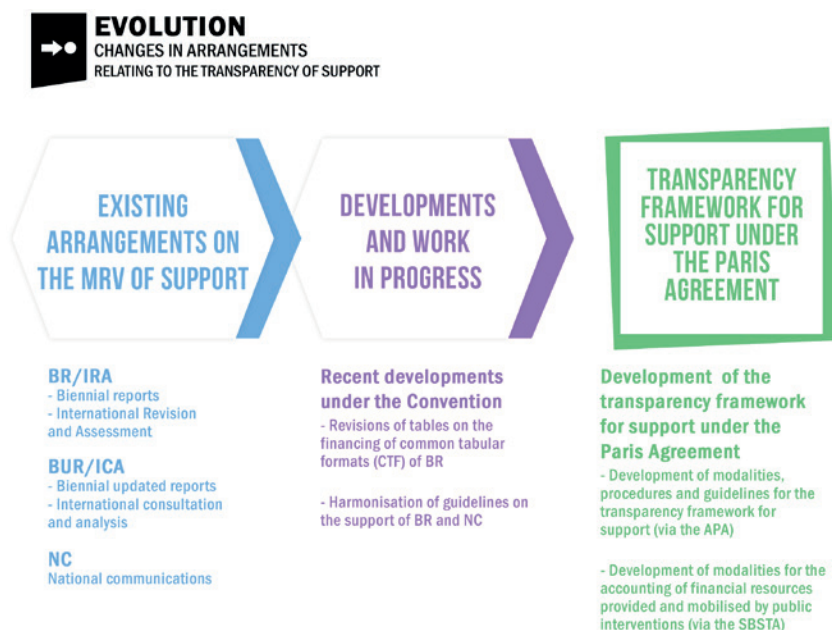 EVOLUTION
CHANGES IN ARRANGEMENTS
RELATING TO THE TRANSPARENCY OF SUPPORT
EXISTING
ARRANGEMENTS ON
THE MRV OF SUPPORT
BR/IRA
- Biennial reports
- International Revision
and Assessment
BUR/ICA
- Biennial updated reports
- International consultation
and analysis
NC
National communications
DEVELOPMENTS
AND WORK
IN PROGRESS
Recent developments
under the Convention
- Revisions of tables on the
financing of common tabular
formats (CTF) of BR
- Harmonisation of guidelines on
the support of BR and NC
TRANSPARENCY
FRAMEWORK FOR
SUPPORT UNDER
THE PARIS
AGREEMENT
Development of the
transparency framework
for support under the
Paris Agreement
- Development of modalities,
procedures and guidelines for the
transparency framework for
support (via the APA)
- Development of modalities for the
accounting of financial resources
provided and mobilised by public
interventions (via the SBSTA)